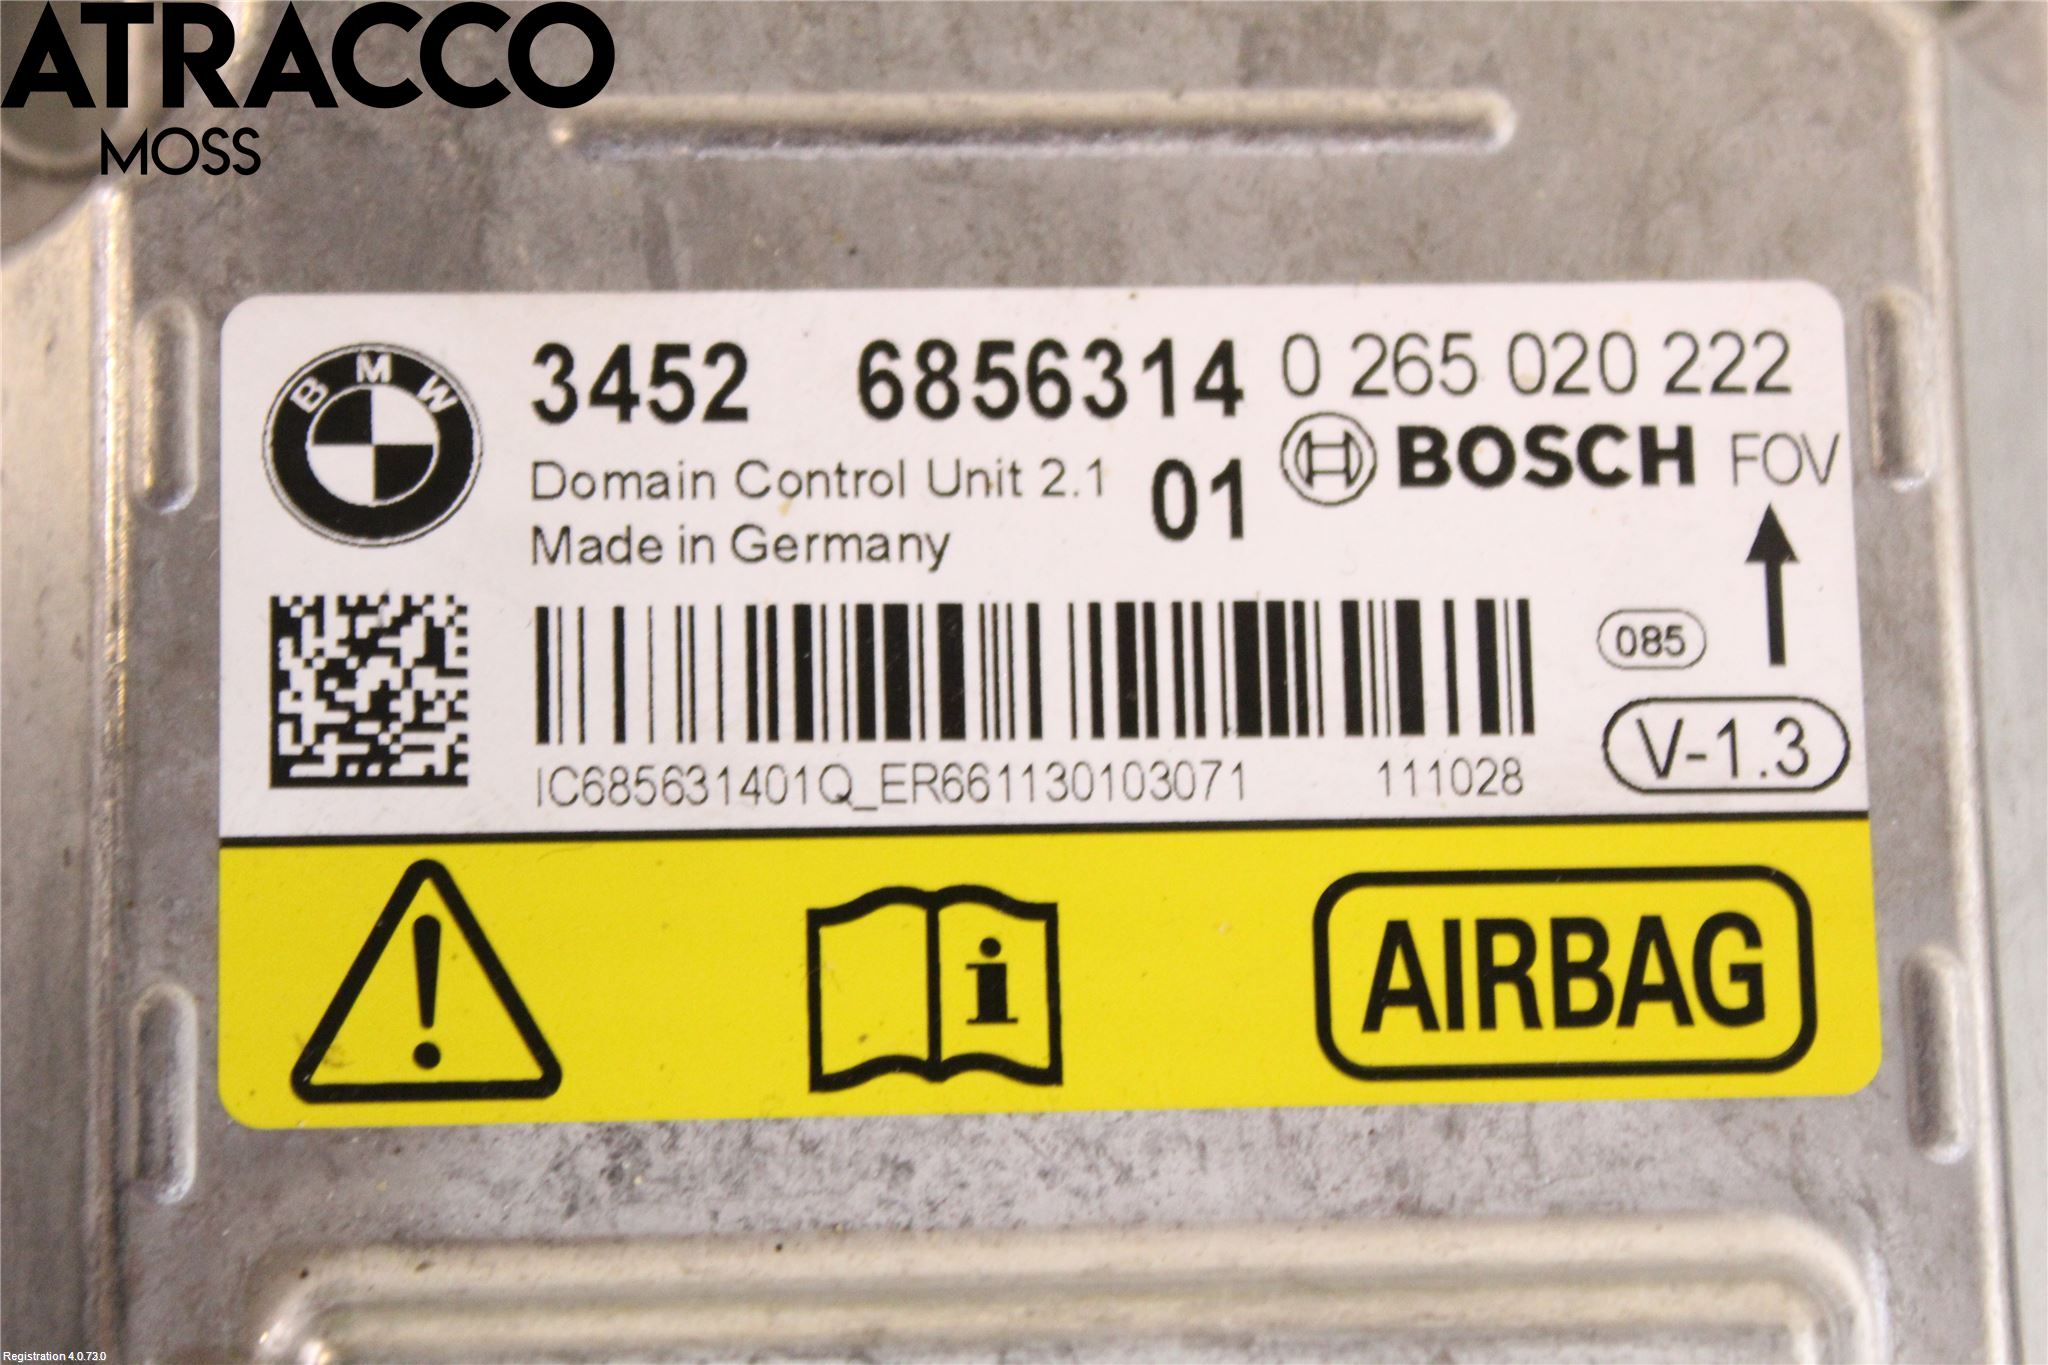 ATRACCO
MOSS
BMW
3452 6856314
0 265 020 222
Domain Control Unit 2.1
01
BOSCH
FOV
Made in Germany
085
V-1.3
IC685631401Q_ER661130103071 111028
!
i
AIRBAG
Registration 4.0.73.0